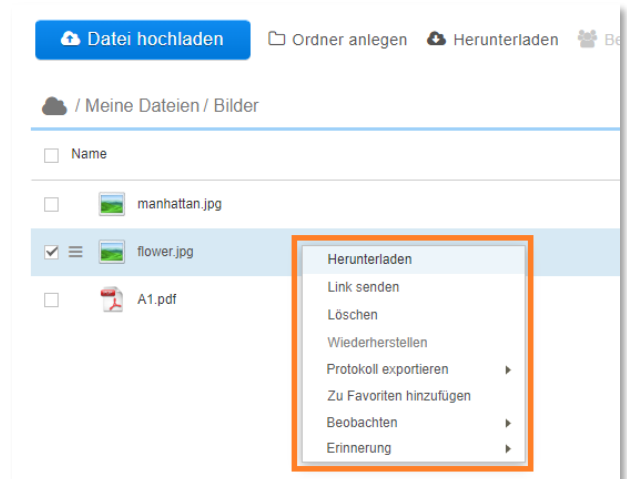 Datei hochladen Ordner anlegen Herunterladen
/ Meine Dateien / Bilder
Name
manhattan.jpg
flower.jpg
A1.pdf
Herunterladen
Link senden
Löschen
Wiederherstellen
Protokoll exportieren
Zu Favoriten hinzufügen
Beobachten
Erinnerung